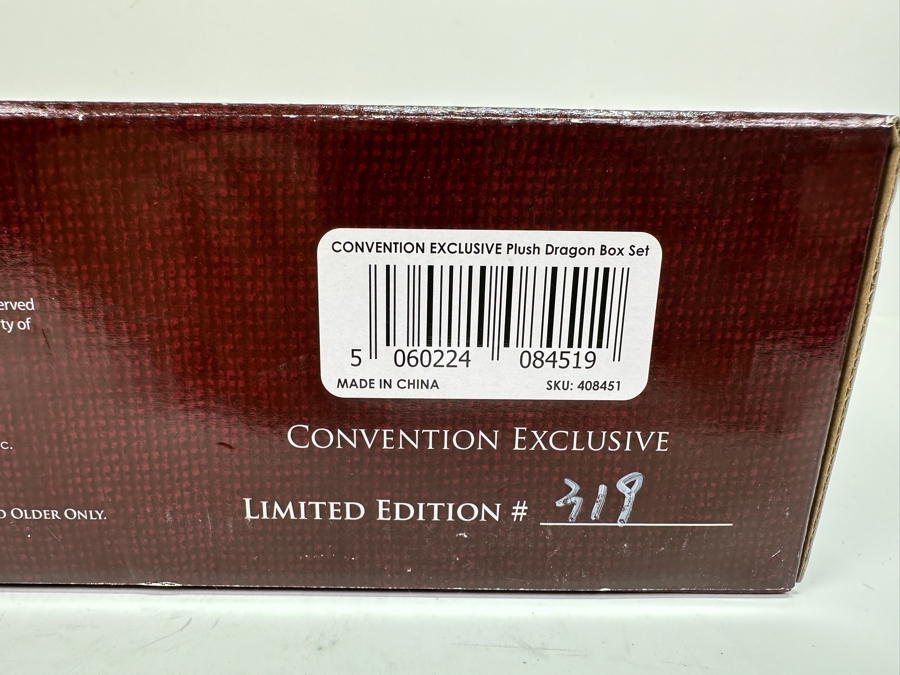 erved
ty of
C.
D OLDER ONLY.
CONVENTION EXCLUSIVE Plush Dragon Box Set
5 060224 084519
MADE IN CHINA SKU: 408451
CONVENTION EXCLUSIVE
LIMITED EDITION # 319